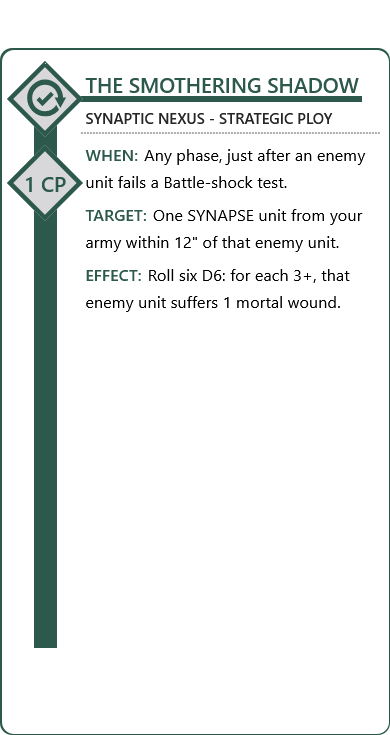 THE SMOTHERING SHADOW
SYNAPTIC NEXUS - STRATEGIC PLOY
1 CP
WHEN: Any phase, just after an enemy
unit fails a Battle-shock test.
TARGET: One SYNAPSE unit from your
army within 12" of that enemy unit.
EFFECT: Roll six D6: for each 3+, that
enemy unit suffers 1 mortal wound.